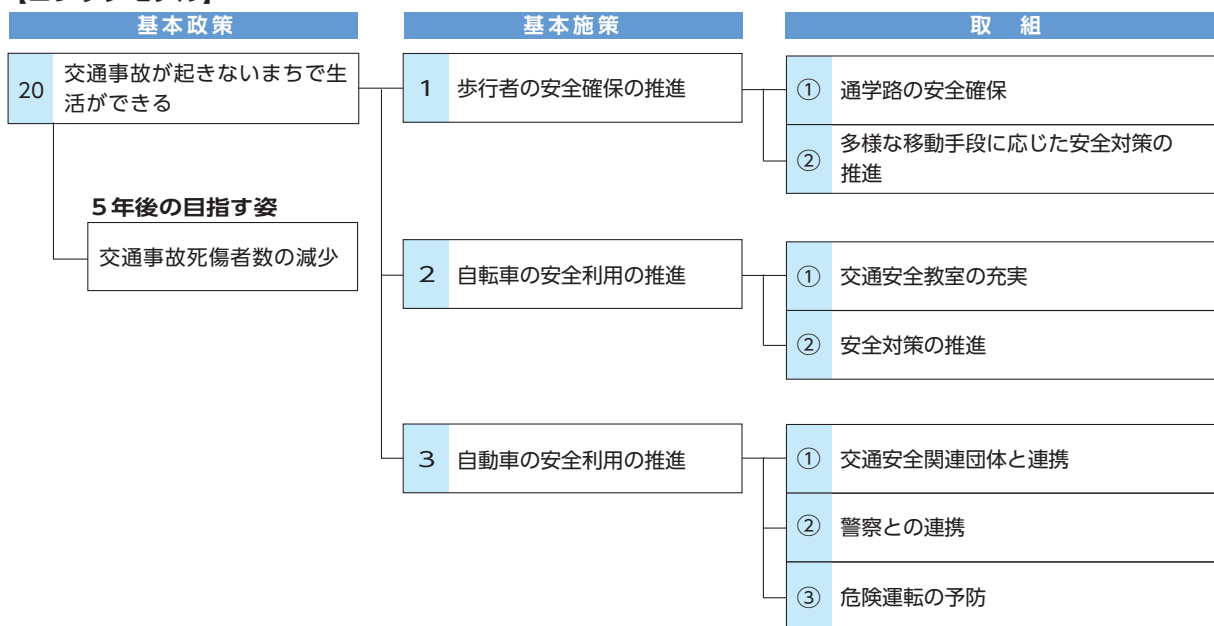 基本政策
基本施策
取 組
20
交通事故が起きないまちで生
活ができる
5年後の目指す姿
交通事故死傷者数の減少
1
歩行者の安全確保の推進
①
通学路の安全確保
②
多様な移動手段に応じた安全対策の
推進
2
自転車の安全利用の推進
①
交通安全教室の充実
②
安全対策の推進
3
自動車の安全利用の推進
①
交通安全関連団体と連携
②
警察との連携
③
危険運転の予防